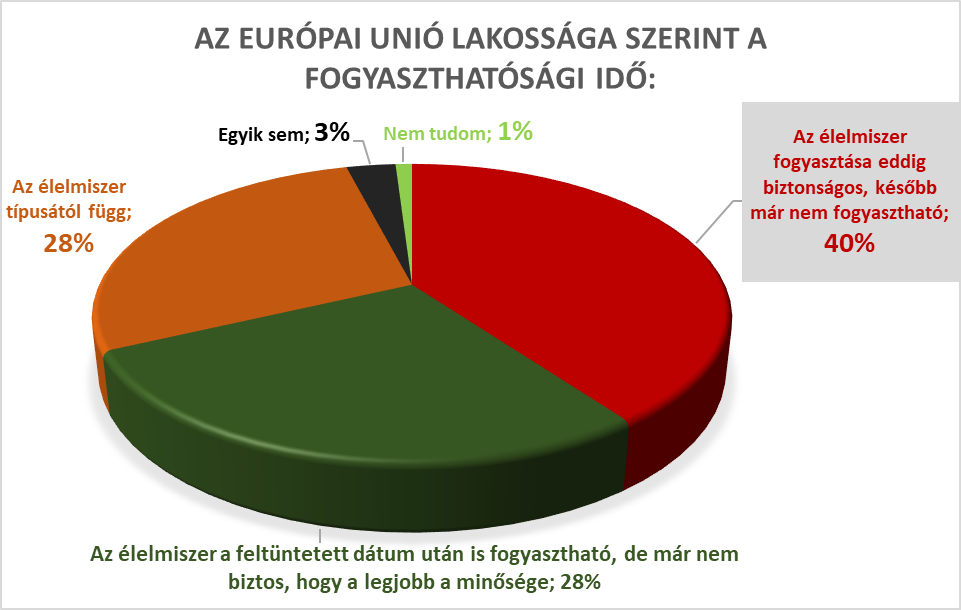 AZ EURÓPAI UNIÓ LAKOSSÁGA SZERINT A
FOGYASZTHATÓSÁGI IDŐ:
Egyik sem; 3%
Nem tudom; 1%
Az élelmiszer
fogyasztása eddig
biztonságos, később
már nem fogyasztható;
40%
Az élelmiszer
típusától függ;
28%
Az élelmiszer a feltüntetett dátum után is fogyasztható, de már nem
biztos, hogy a legjobb a minősége; 28%